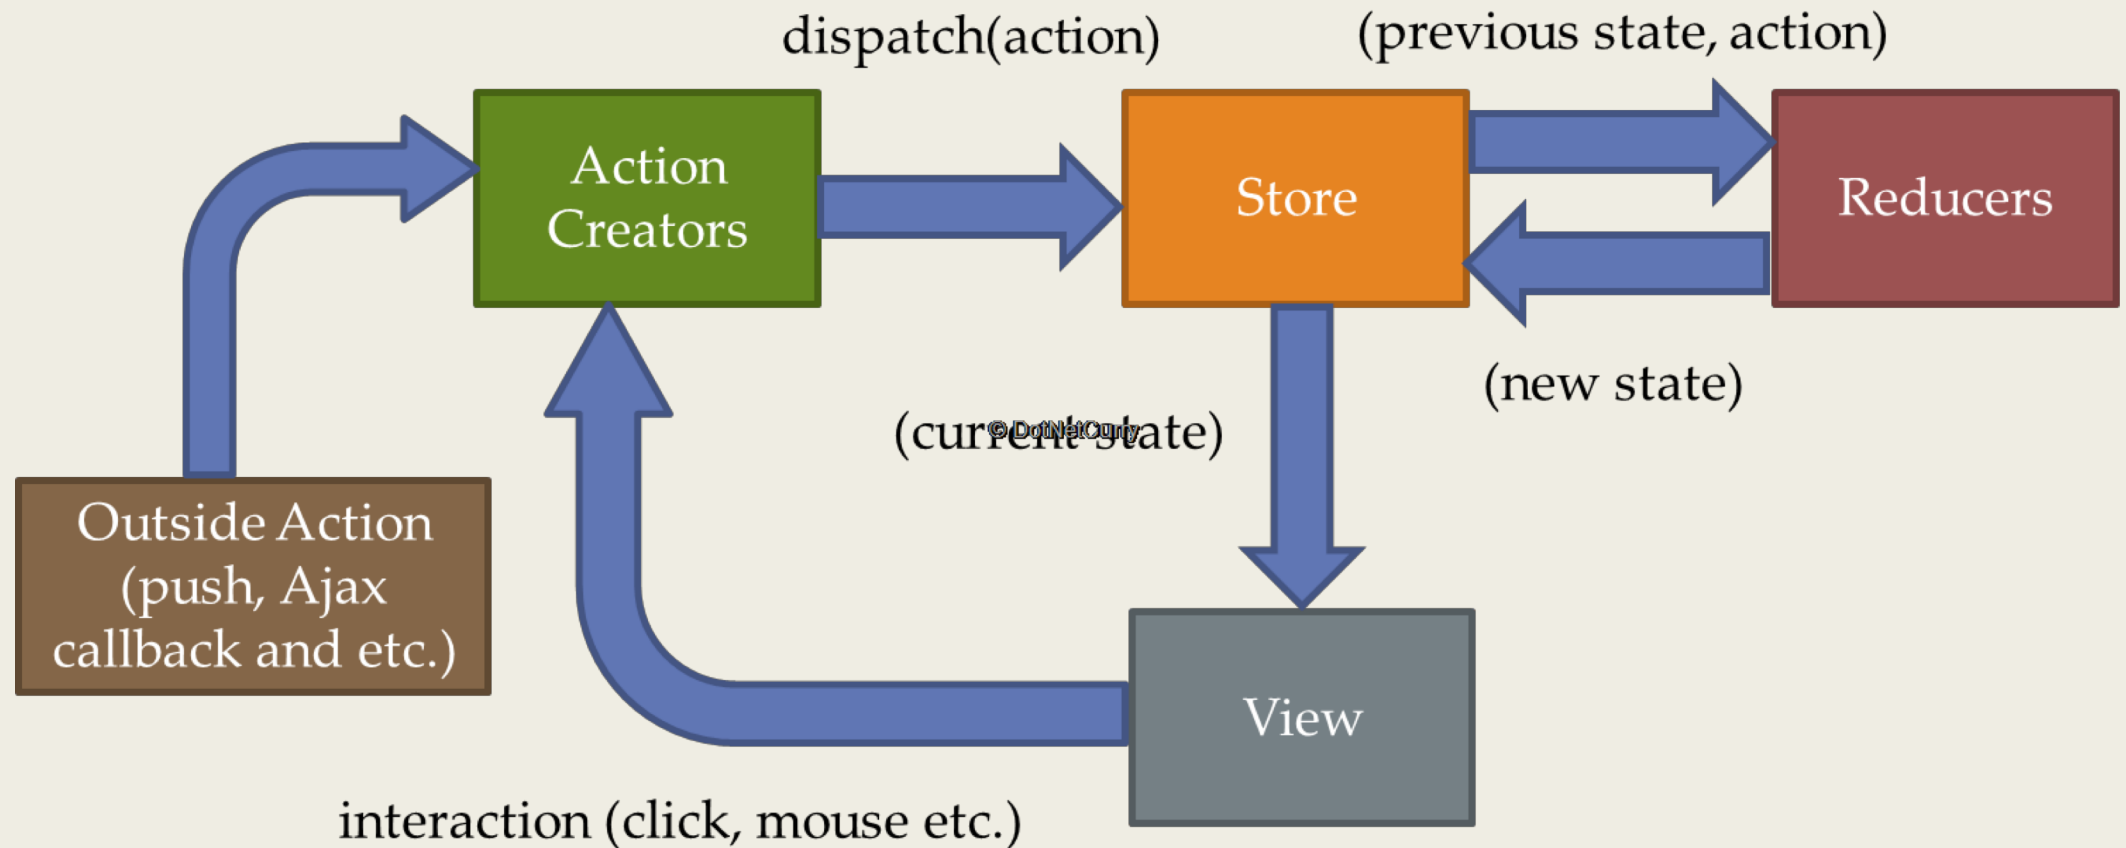 dispatch(action)
(previous state, action)
Action
Creators
Store
Reducers
(new state)
(current state)
© DotNetCurry
Outside Action
(push, Ajax
callback and etc.)
View
interaction (click, mouse etc.)